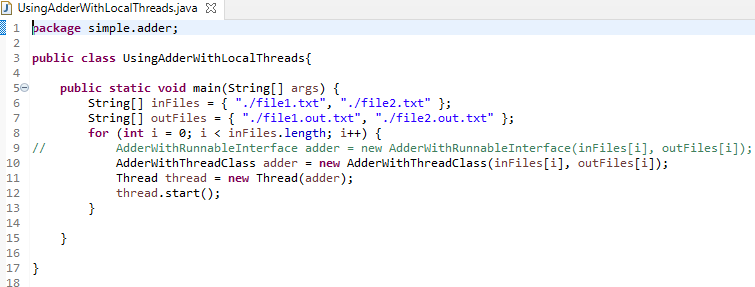 UsingAdderWithLocalThreads.java
1 package simple.adder;
2
3 public class UsingAdderWithLocalThreads{
4
5 public static void main(String[] args) {
6 String[] inFiles = { "./file1.txt", "./file2.txt" };
7 String[] outFiles = { "./file1.out.txt", "./file2.out.txt" };
8 for (int i = 0; i < inFiles.length; i++) {
9 // AdderWithRunnableInterface adder = new AdderWithRunnableInterface(inFiles[i], outFiles[i]);
10 AdderWithThreadClass adder = new AdderWithThreadClass(inFiles[i], outFiles[i]);
11 Thread thread = new Thread(adder);
12 thread.start();
13 }
14
15 }
16
17 }
18